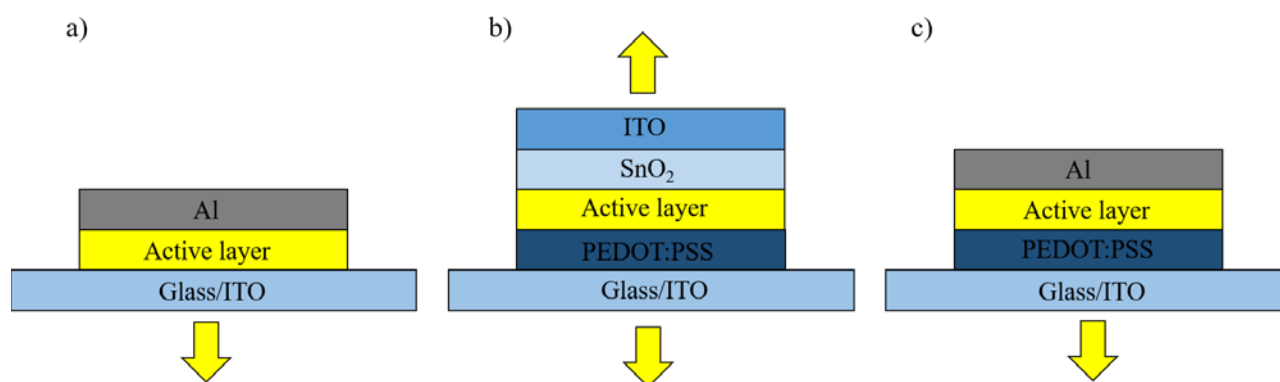 a)
Al
Active layer
Glass/ITO
b)
ITO
SnO₂
Active layer
PEDOT:PSS
Glass/ITO
c)
Al
Active layer
PEDOT:PSS
Glass/ITO